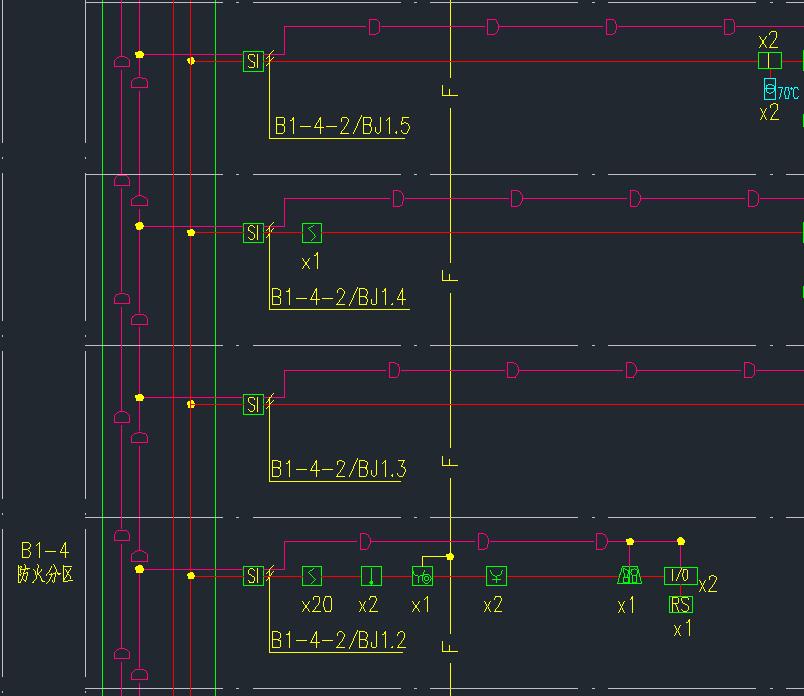 D D D D
x2
SI
70℃
F
x2
B1-4-2/BJ1.5
D D D D
SI
x1
F
B1-4-2/BJ1.4
D D D D
SI
F
B1-4-2/BJ1.3
D D D
B1-4
防火分区
SI
I/O
x2
x20 x2 x1 x2 x1
RS
x1
B1-4-2/BJ1.2
F